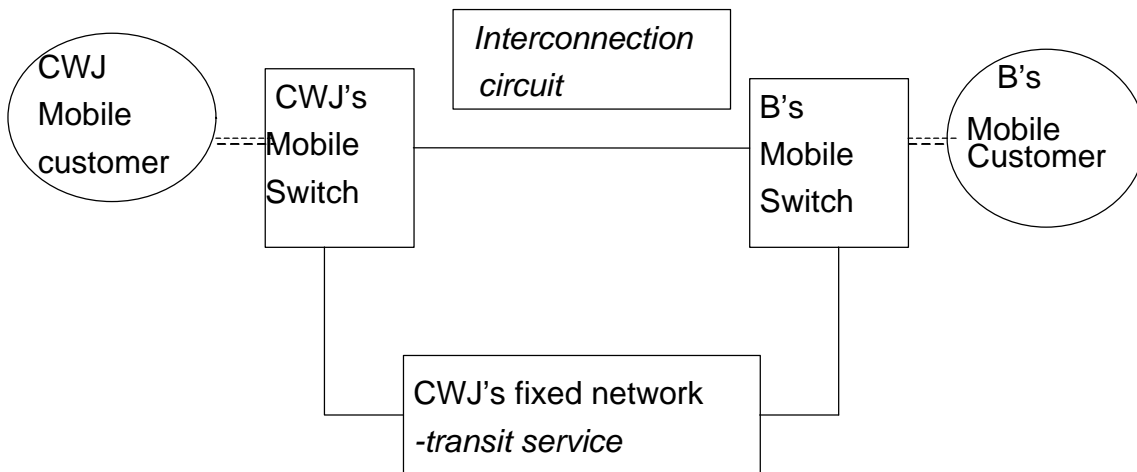 CWJ
Mobile
customer
CWJ's
Mobile
Switch
Interconnection
circuit
B's
Mobile
Switch
B's
Mobile
Customer
CWJ's fixed network
-transit service